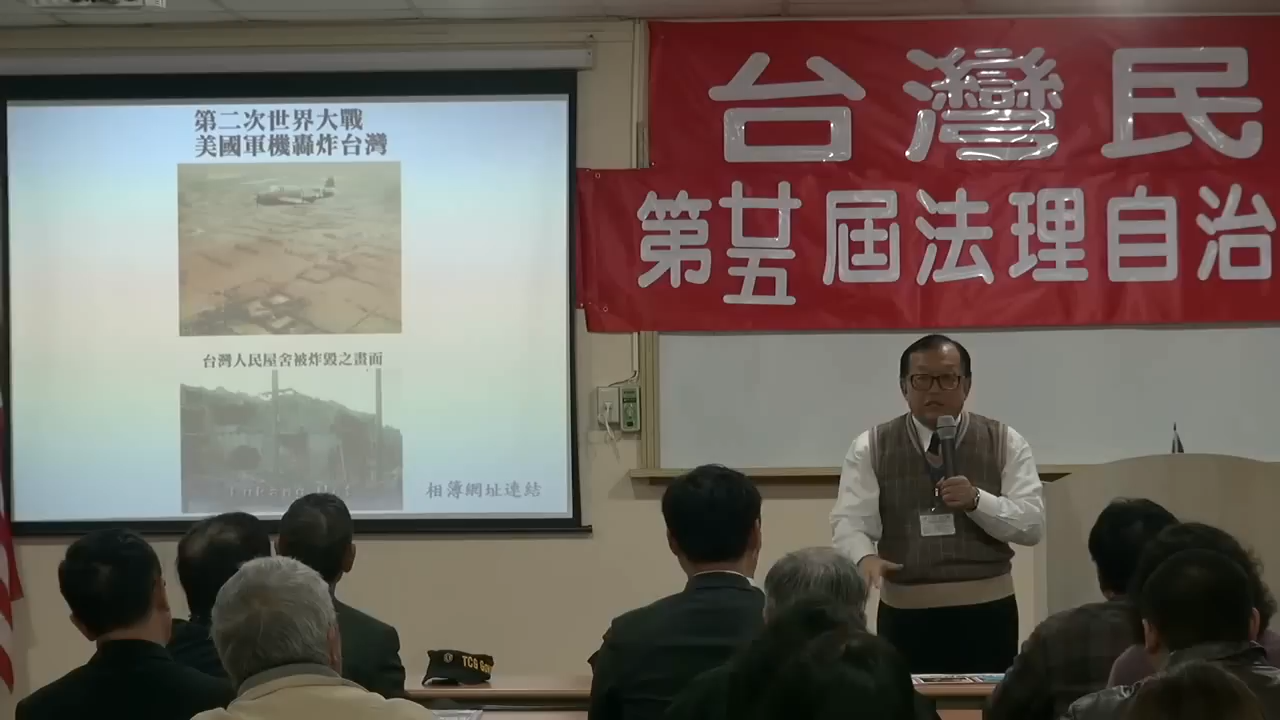 第二次世界大戰
美國軍機轟炸台灣
台灣人民屋舍被炸毀之畫面
相簿網址連結
台灣民
第廿五屆法理自治
TCG Gov